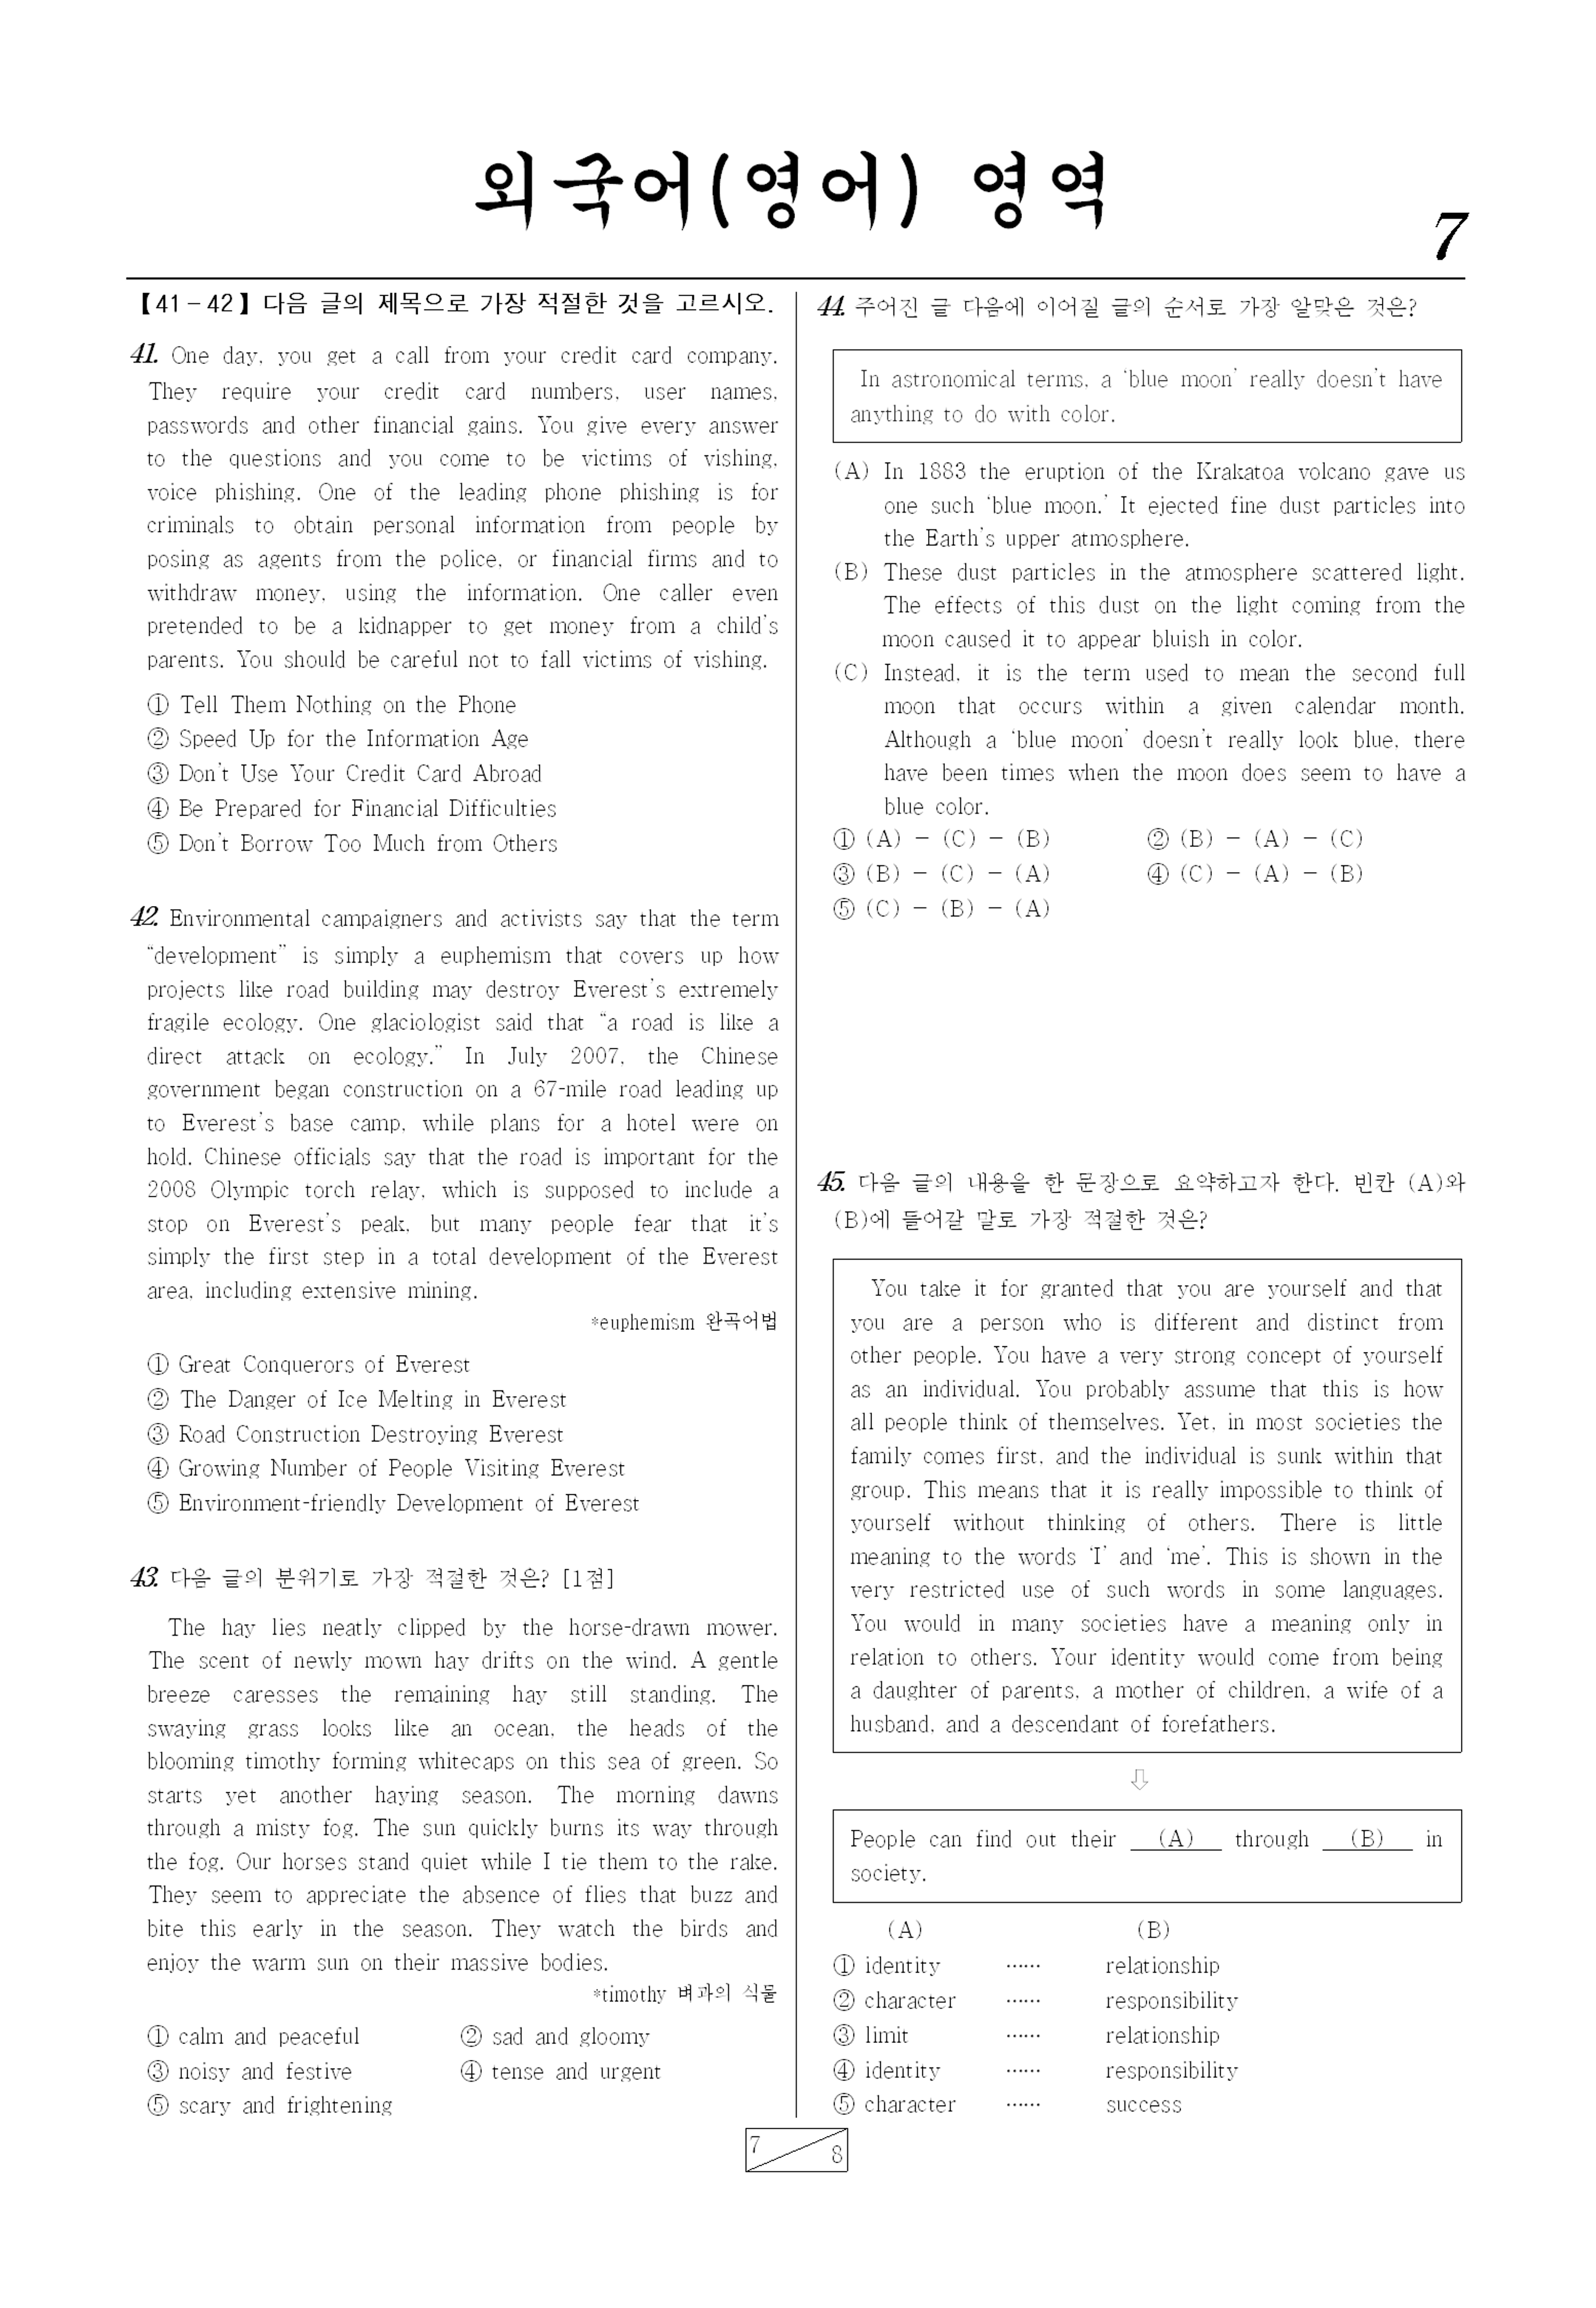 외국어(영어) 영역
7
【41-42】다음 글의 제목으로 가장 적절한 것을 고르시오.
41. One day, you get a call from your credit card company.
They require your credit card numbers, user names,
passwords and other financial gains. You give every answer
to the questions and you come to be victims of vishing,
voice phishing. One of the leading phone phishing is for
criminals to obtain personal information from people by
posing as agents from the police, or financial firms and to
withdraw money, using the information. One caller even
pretended to be a kidnapper to get money from a child's
parents. You should be careful not to fall victims of vishing.
① Tell Them Nothing on the Phone
② Speed Up for the Information Age
③ Don't Use Your Credit Card Abroad
④ Be Prepared for Financial Difficulties
⑤ Don't Borrow Too Much from Others
42. Environmental campaigners and activists say that the term
“development” is simply a euphemism that covers up how
projects like road building may destroy Everest's extremely
fragile ecology. One glaciologist said that “a road is like a
direct attack on ecology.” In July 2007, the Chinese
government began construction on a 67-mile road leading up
to Everest's base camp, while plans for a hotel were on
hold. Chinese officials say that the road is important for the
2008 Olympic torch relay, which is supposed to include a
stop on Everest's peak, but many people fear that it's
simply the first step in a total development of the Everest
area, including extensive mining.
*euphemism 완곡어법
① Great Conquerors of Everest
② The Danger of Ice Melting in Everest
③ Road Construction Destroying Everest
④ Growing Number of People Visiting Everest
⑤ Environment-friendly Development of Everest
43. 다음 글의 분위기로 가장 적절한 것은? [1점]
The hay lies neatly clipped by the horse-drawn mower.
The scent of newly mown hay drifts on the wind. A gentle
breeze caresses the remaining hay still standing. The
swaying grass looks like an ocean, the heads of the
blooming timothy forming whitecaps on this sea of green. So
starts yet another haying season. The morning dawns
through a misty fog. The sun quickly burns its way through
the fog. Our horses stand quiet while I tie them to the rake.
They seem to appreciate the absence of flies that buzz and
bite this early in the season. They watch the birds and
enjoy the warm sun on their massive bodies.
*timothy 벼과의 식물
① calm and peaceful ② sad and gloomy
③ noisy and festive ④ tense and urgent
⑤ scary and frightening
44. 주어진 글 다음에 이어질 글의 순서로 가장 알맞은 것은?
In astronomical terms, a ‘blue moon’ really doesn't have
anything to do with color.
(A) In 1883 the eruption of the Krakatoa volcano gave us
one such ‘blue moon.’ It ejected fine dust particles into
the Earth's upper atmosphere.
(B) These dust particles in the atmosphere scattered light.
The effects of this dust on the light coming from the
moon caused it to appear bluish in color.
(C) Instead, it is the term used to mean the second full
moon that occurs within a given calendar month.
Although a ‘blue moon’ doesn't really look blue, there
have been times when the moon does seem to have a
blue color.
① (A) - (C) - (B) ② (B) - (A) - (C)
③ (B) - (C) - (A) ④ (C) - (A) - (B)
⑤ (C) - (B) - (A)
45. 다음 글의 내용을 한 문장으로 요약하고자 한다. 빈칸 (A)와
(B)에 들어갈 말로 가장 적절한 것은?
You take it for granted that you are yourself and that
you are a person who is different and distinct from
other people. You have a very strong concept of yourself
as an individual. You probably assume that this is how
all people think of themselves. Yet, in most societies the
family comes first, and the individual is sunk within that
group. This means that it is really impossible to think of
yourself without thinking of others. There is little
meaning to the words ‘I’ and ‘me’. This is shown in the
very restricted use of such words in some languages.
You would in many societies have a meaning only in
relation to others. Your identity would come from being
a daughter of parents, a mother of children, a wife of a
husband, and a descendant of forefathers.
⇩
People can find out their (A) through (B) in
society.
(A) (B)
① identity ······ relationship
② character ······ responsibility
③ limit ······ relationship
④ identity ······ responsibility
⑤ character ······ success
7 8